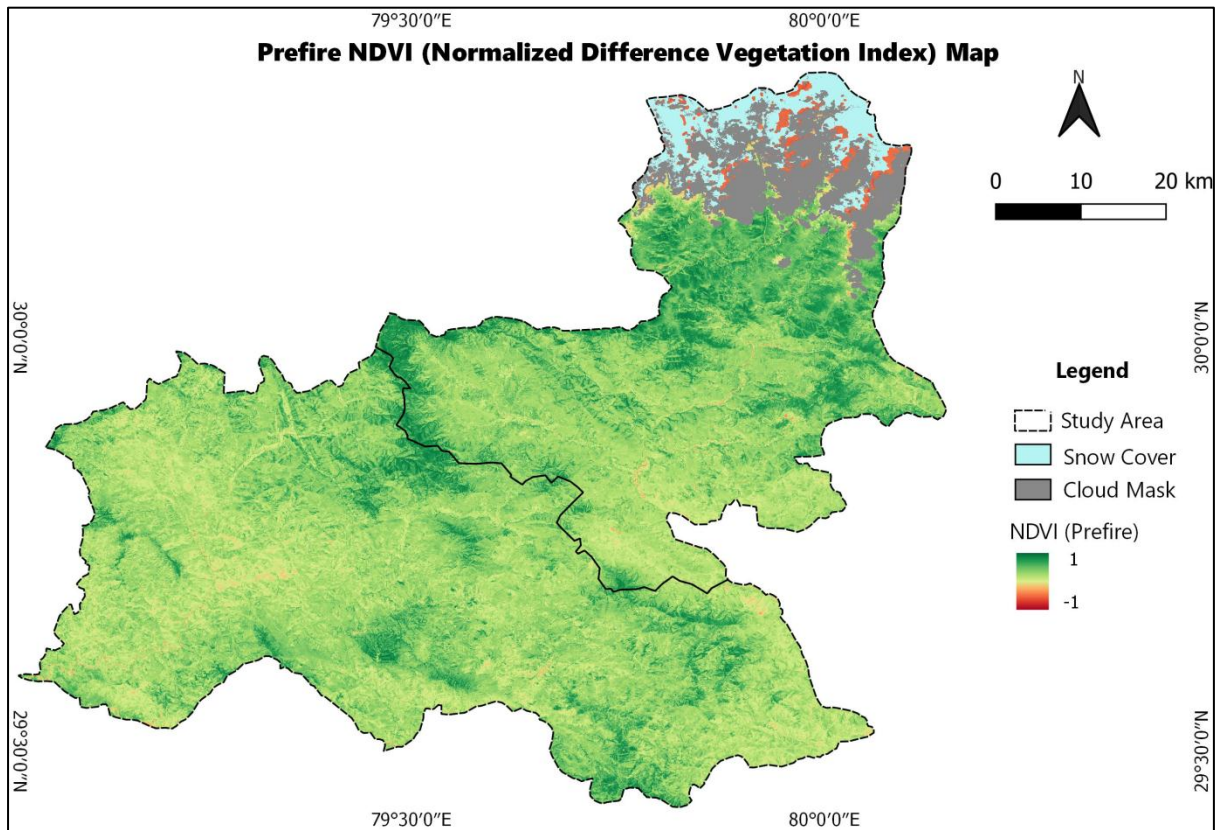 79°30′0″E 80°0′0″E
Prefire NDVI (Normalized Difference Vegetation Index) Map
N
0 10 20 km
30°0′0″N 30°0′0″N
Legend
Study Area
Snow Cover
Cloud Mask
NDVI (Prefire)
1
-1
29°30′0″N 29°30′0″N
79°30′0″E 80°0′0″E